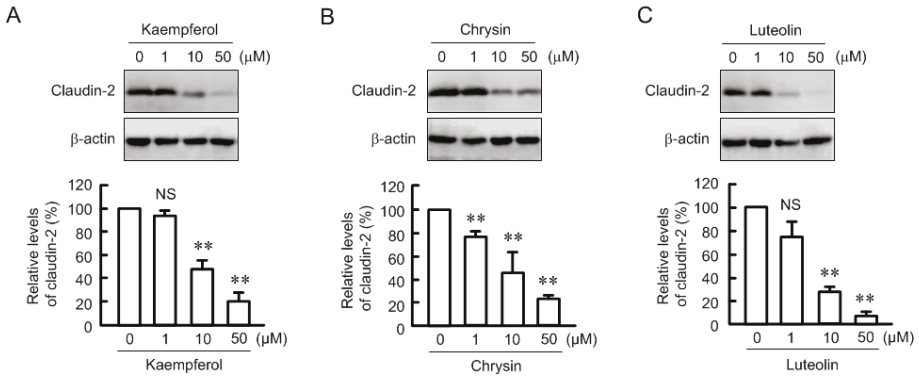 A
Kaempferol
0 1 10 50 (μM)
Claudin-2
β-actin
Relative levels
of claudin-2 (%)
120
100
80
60
40
20
0
NS
**
**
0 1 10 50 (μM)
Kaempferol
B
Chrysin
0 1 10 50 (μM)
Claudin-2
β-actin
Relative levels
of claudin-2 (%)
120
100
80
60
40
20
0
**
**
**
0 1 10 50 (μM)
Chrysin
C
Luteolin
0 1 10 50 (μM)
Claudin-2
β-actin
Relative levels
of claudin-2 (%)
120
100
80
60
40
20
0
NS
**
**
0 1 10 50 (μM)
Luteolin